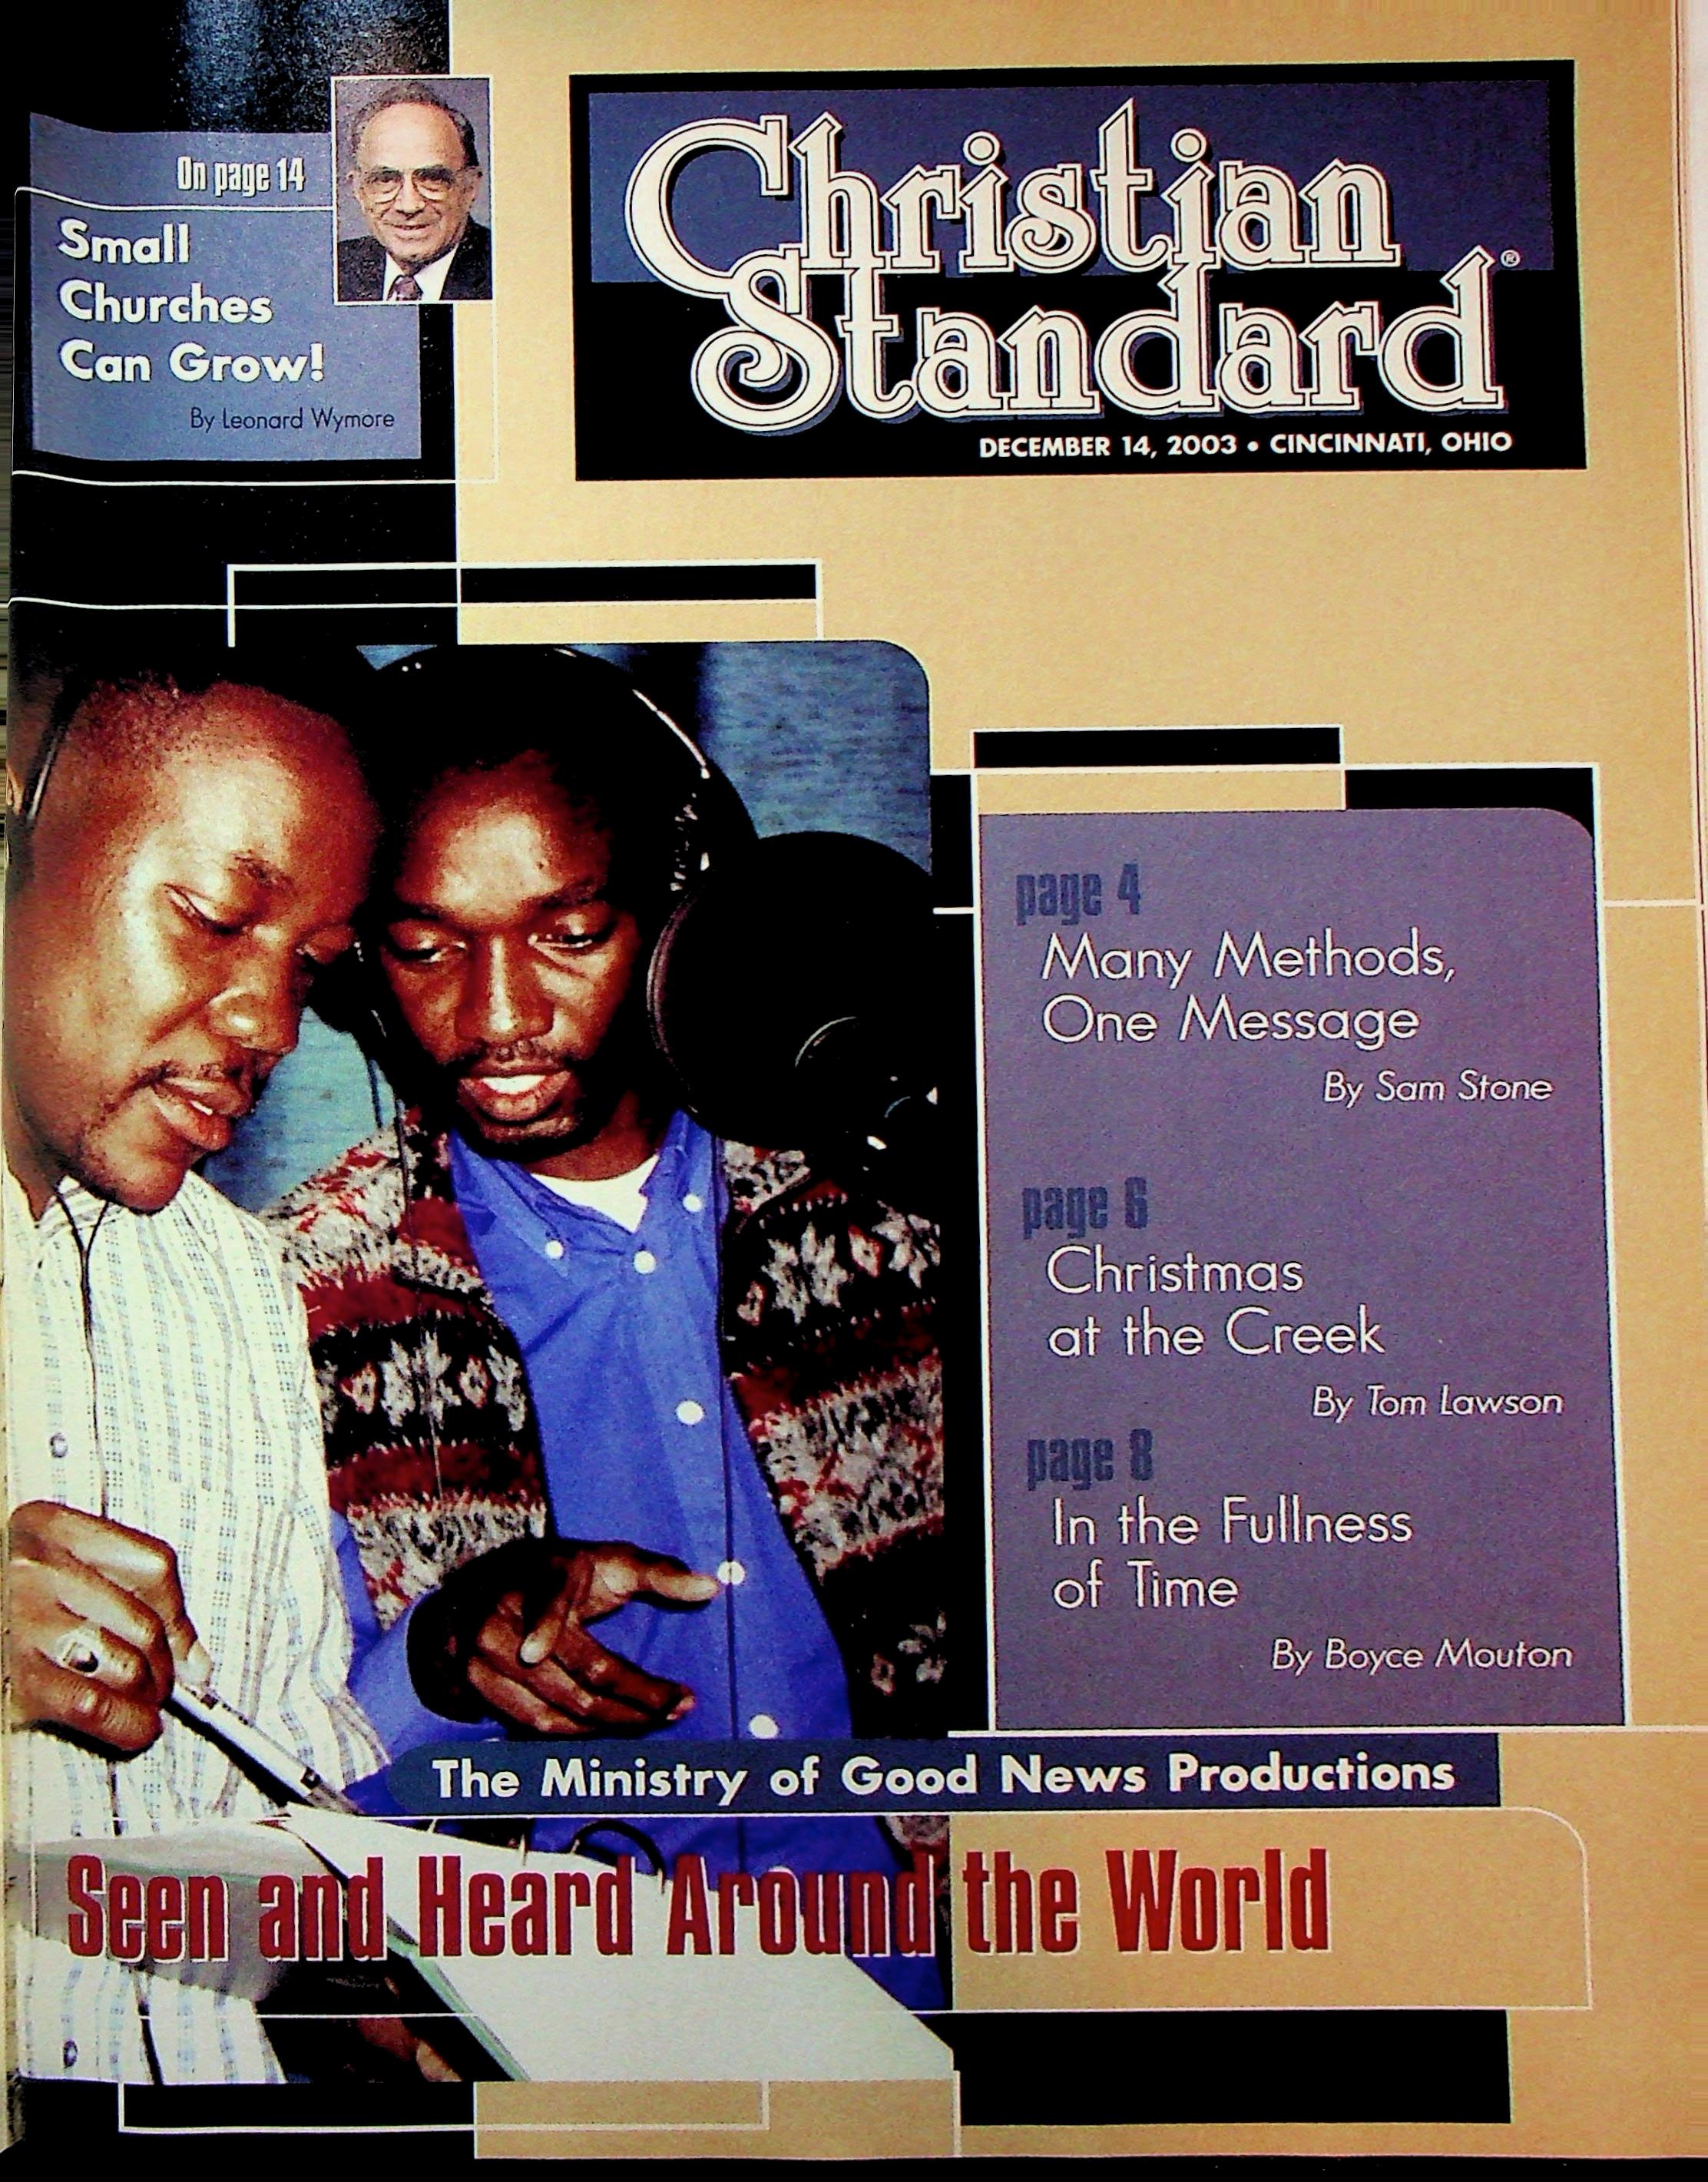 On page 14
Small
Churches
Can Grow!
By Leonard Wymore
Christian
Standard®
DECEMBER 14, 2003 • CINCINNATI, OHIO
page 4
Many Methods,
One Message
By Sam Stone
page 6
Christmas
at the Creek
By Tom Lawson
page 8
In the Fullness
of Time
By Boyce Mouton
The Ministry of Good News Productions
Seen and Heard Around the World